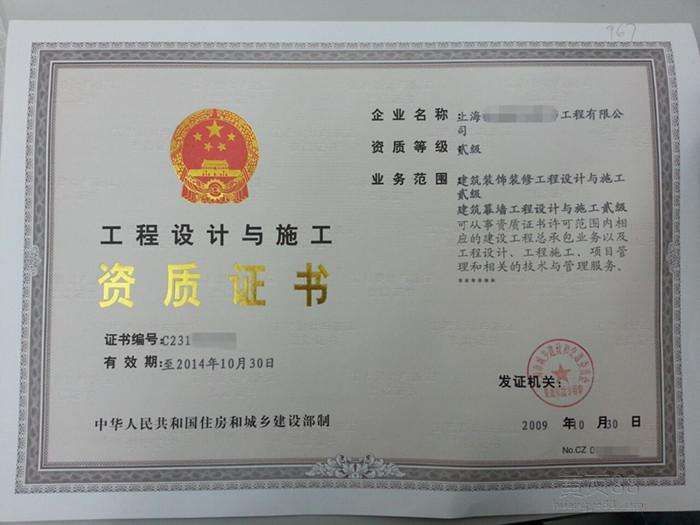 967
企业名称 上海 工程有限公
司
资质等级 贰级
业务范围 建筑装饰装修工程设计与施工
贰级
建筑幕墙工程设计与施工贰级
可从事资质证书许可范围内相
应的建设工程总承包业务以及
工程设计、工程施工、项目管
理和相关的技术与管理服务。
*******
工程设计与施工
资质证书
证书编号:C231
有效期:至2014年10月30日
中华人民共和国住房和城乡建设部制
发证机关:
2009 年 10 月 30 日
No.CZ 0